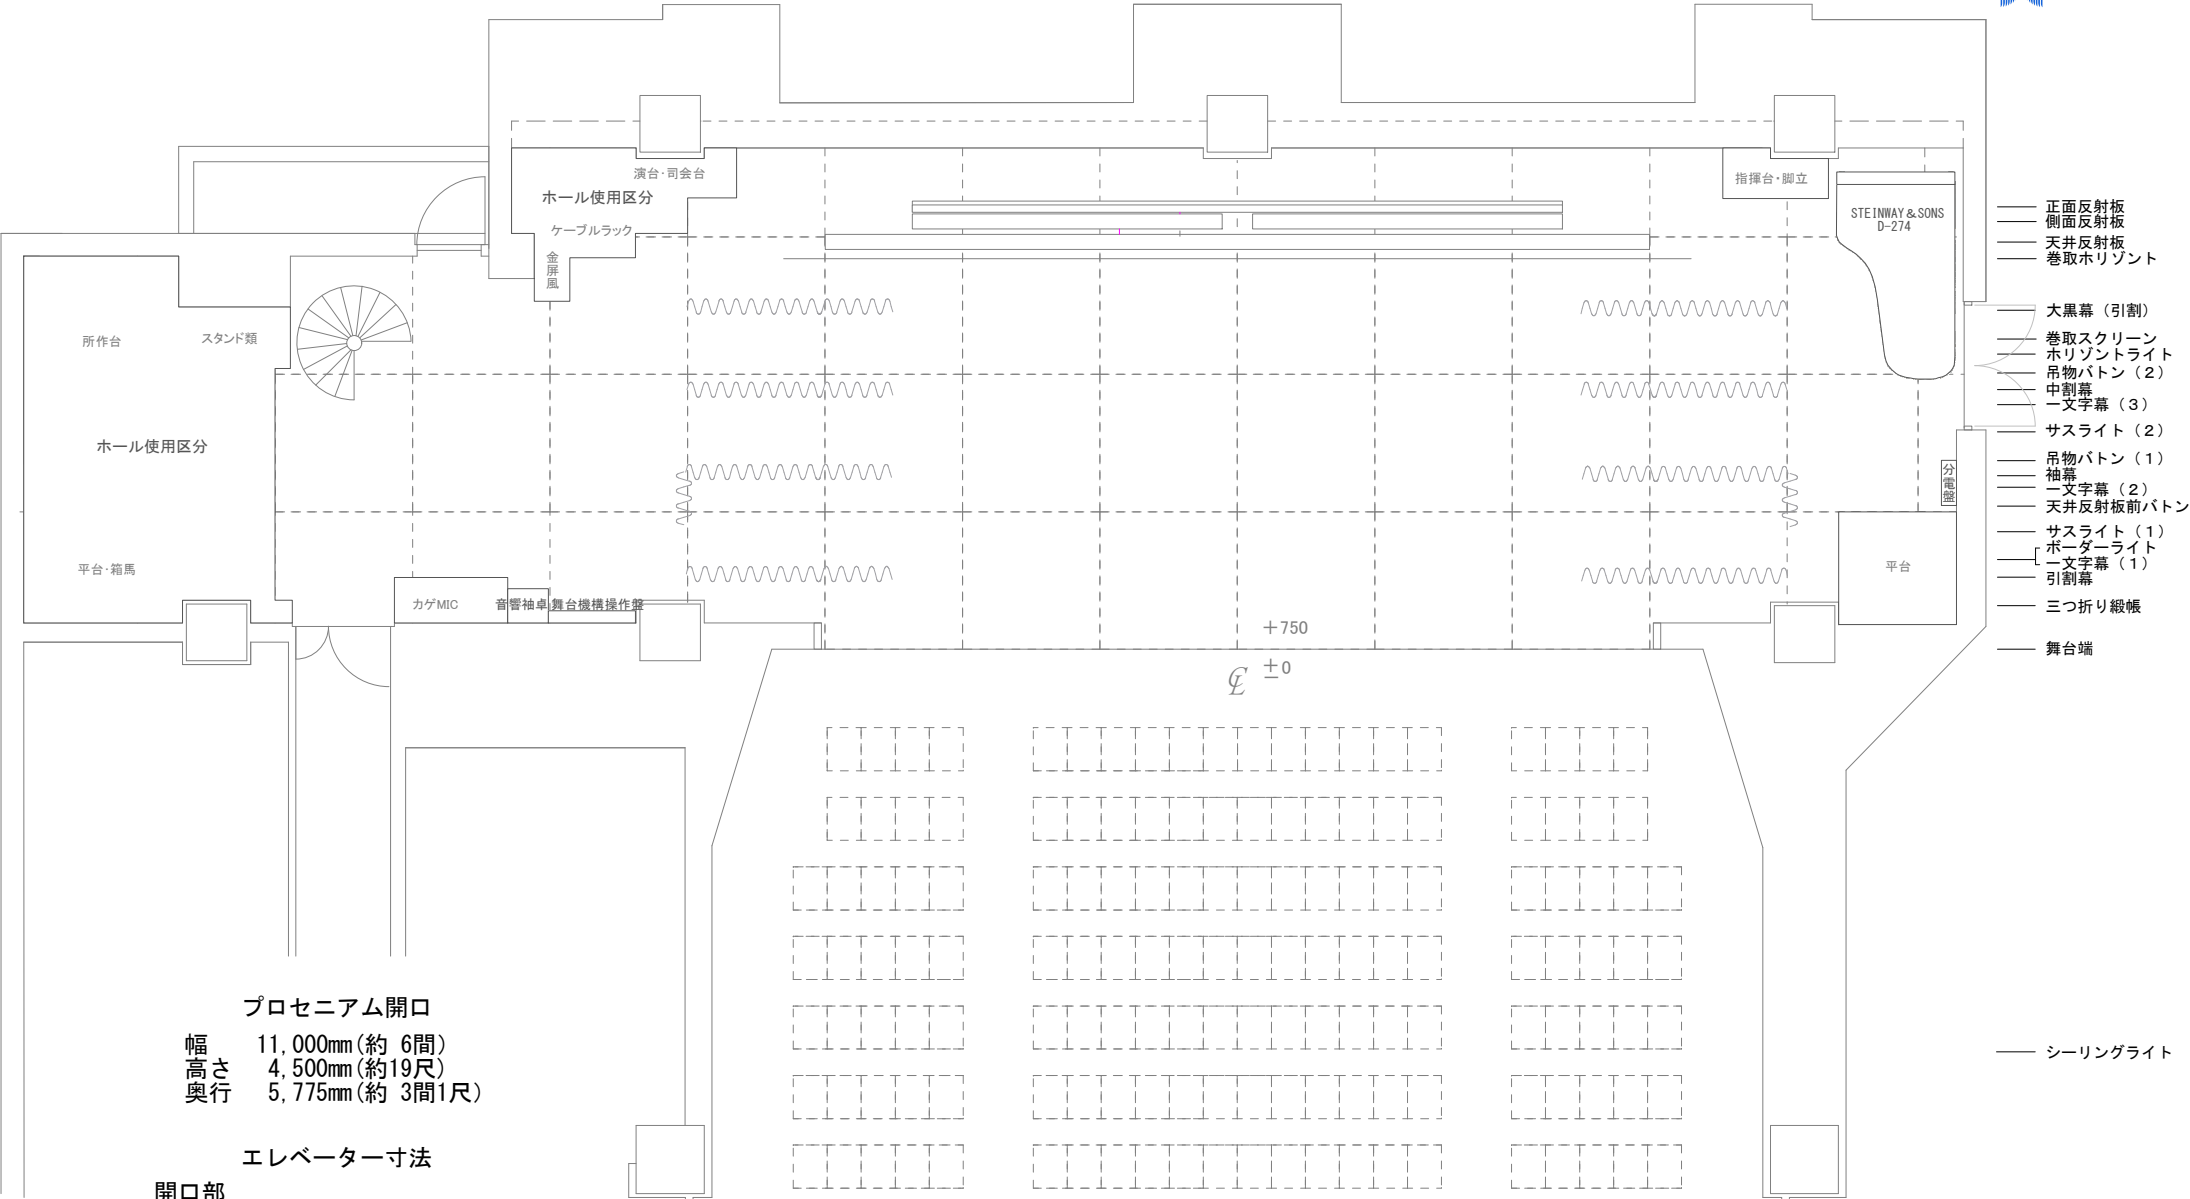 演台・司会台
ホール使用区分
ケーブルラック
金屏風
指揮台・脚立
STEINWAY&SONS
D-274
所作台
スタンド類
ホール使用区分
平台・箱馬
カゲMIC
音響袖卓
舞台機構操作盤
分電盤
平台
+750
±0
正面反射板
側面反射板
天井反射板
巻取ホリゾント
大黒幕（引割）
巻取スクリーン
ホリゾントライト
吊物バトン（2）
中割幕
一文字幕（3）
サスライト（2）
吊物バトン（1）
袖幕
一文字幕（2）
天井反射板前バトン
サスライト（1）
ボーダーライト
一文字幕（1）
引割幕
三つ折り緞帳
舞台端
シーリングライト
プロセニアム開口
幅 11,000mm(約 6間)
高さ 4,500mm(約19尺)
奥行 5,775mm(約 3間1尺)
エレベーター寸法
開口部